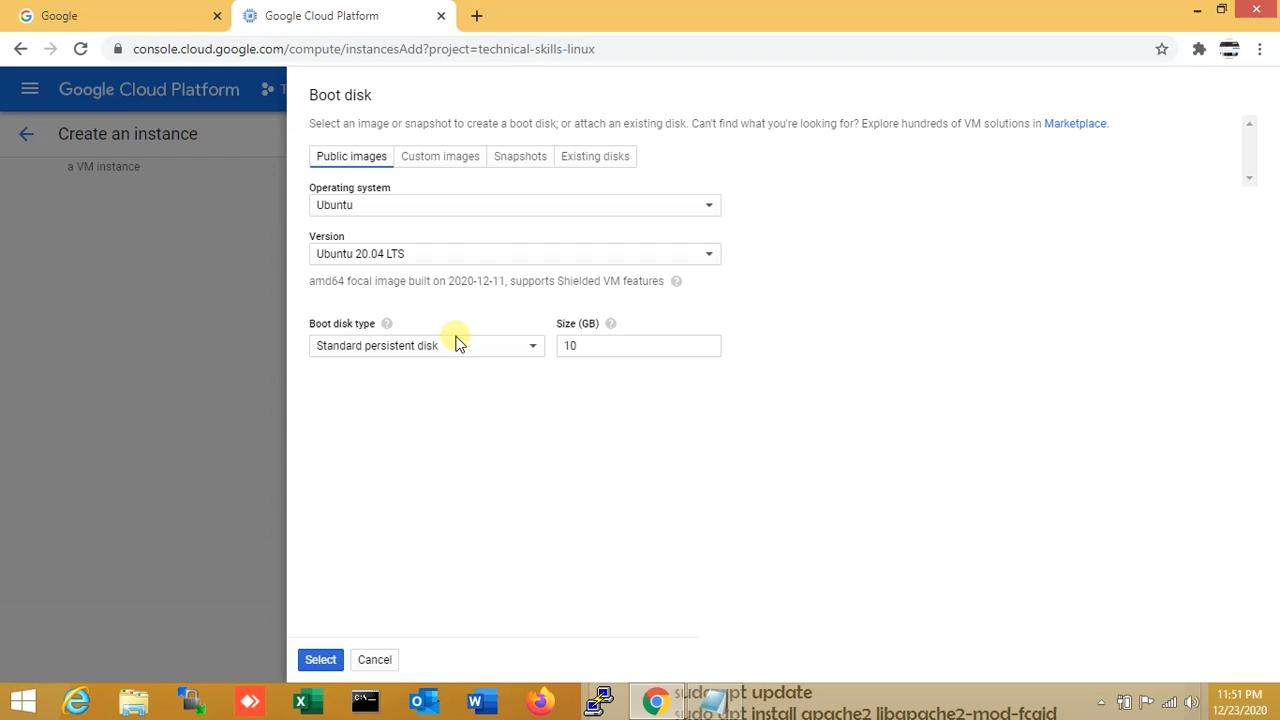 Google
Google Cloud Platform
console.cloud.google.com/compute/instancesAdd?project=technical-skills-linux
Google Cloud Platform
T
Create an instance
a VM instance
Boot disk
Select an image or snapshot to create a boot disk; or attach an existing disk. Can't find what you're looking for? Explore hundreds of VM solutions in Marketplace.
Public images
Custom images
Snapshots
Existing disks
Operating system
Ubuntu
Version
Ubuntu 20.04 LTS
amd64 focal image built on 2020-12-11, supports Shielded VM features
Boot disk type
Size (GB)
Standard persistent disk
10
Select
Cancel
sudo apt update
sudo apt install apache2 libapache2-mod-fcgid
11:51 PM
12/23/2020